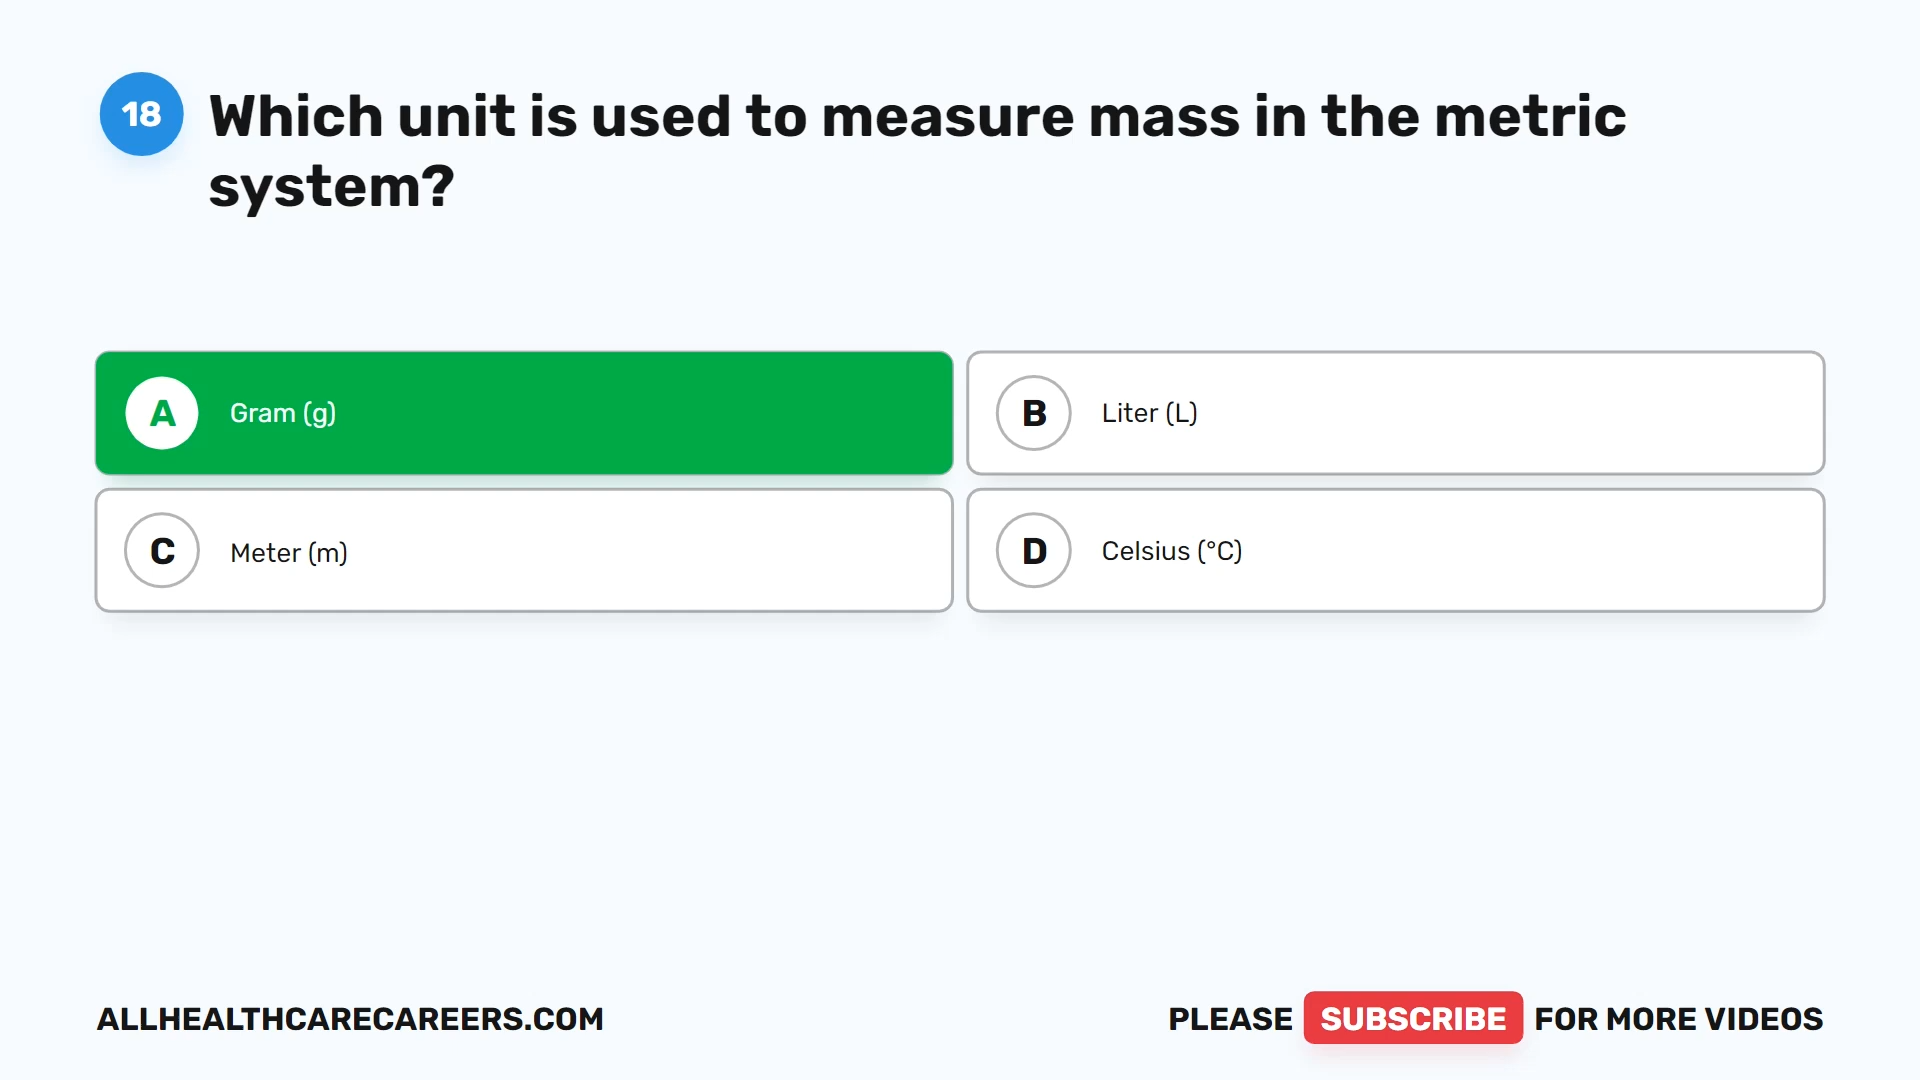 18
Which unit is used to measure mass in the metric
system?
A Gram (g)
B Liter (L)
C Meter (m)
D Celsius (°C)
ALLHEALTHCARECAREERS.COM
PLEASE SUBSCRIBE FOR MORE VIDEOS